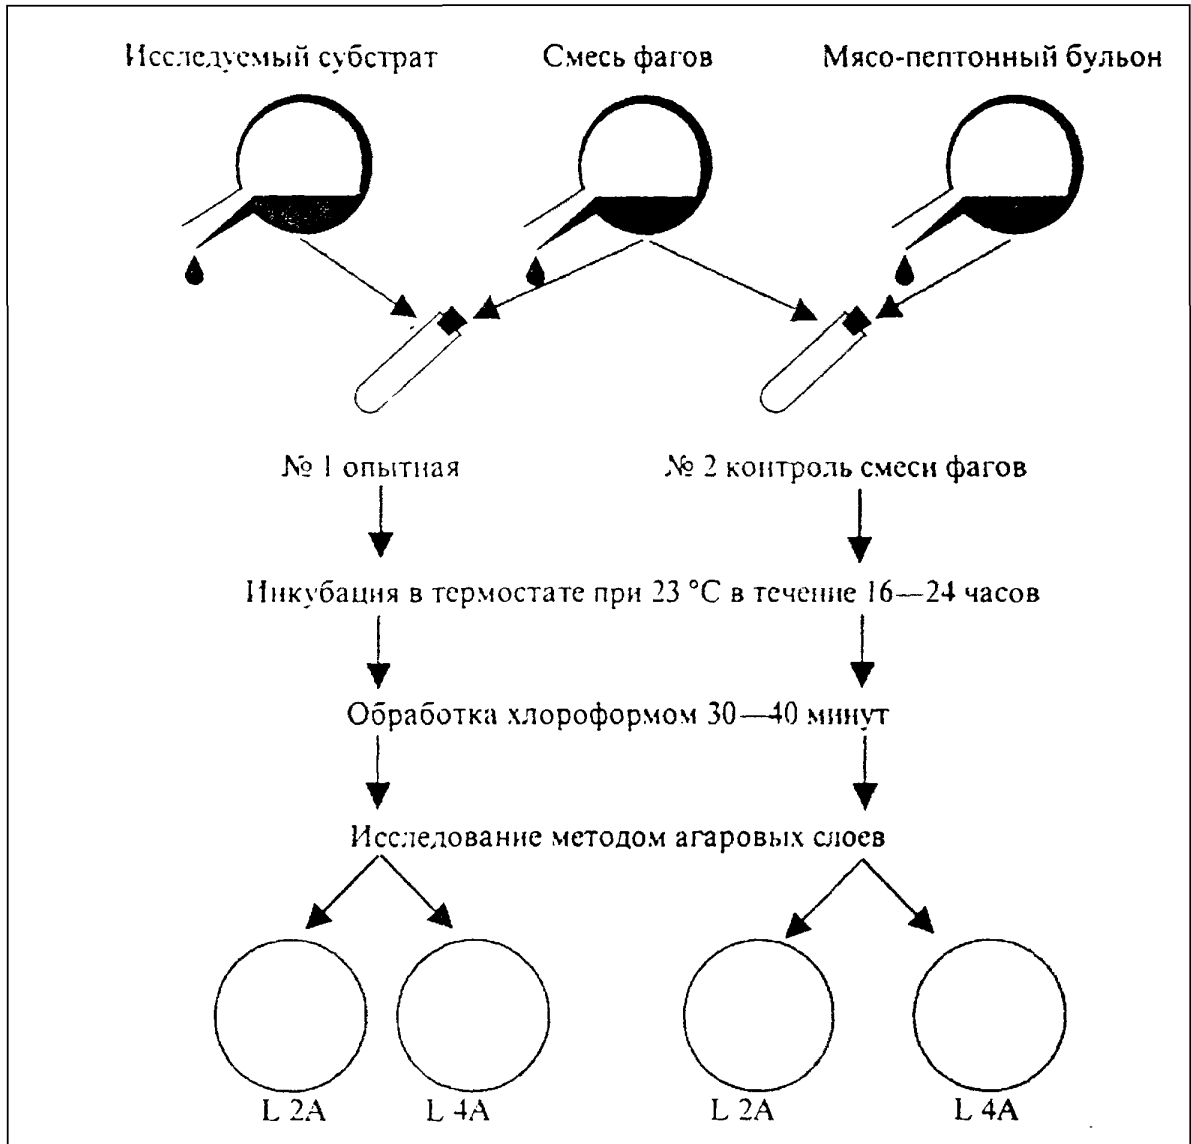 Исследуемый субстрат Смесь фагов Мясо-пептонный бульон
№ 1 опытная № 2 контроль смеси фагов
Инкубация в термостате при 23 °С в течение 16—24 часов
Обработка хлороформом 30—40 минут
Исследование методом агаровых слоев
L 2A L 4A L 2A L 4A